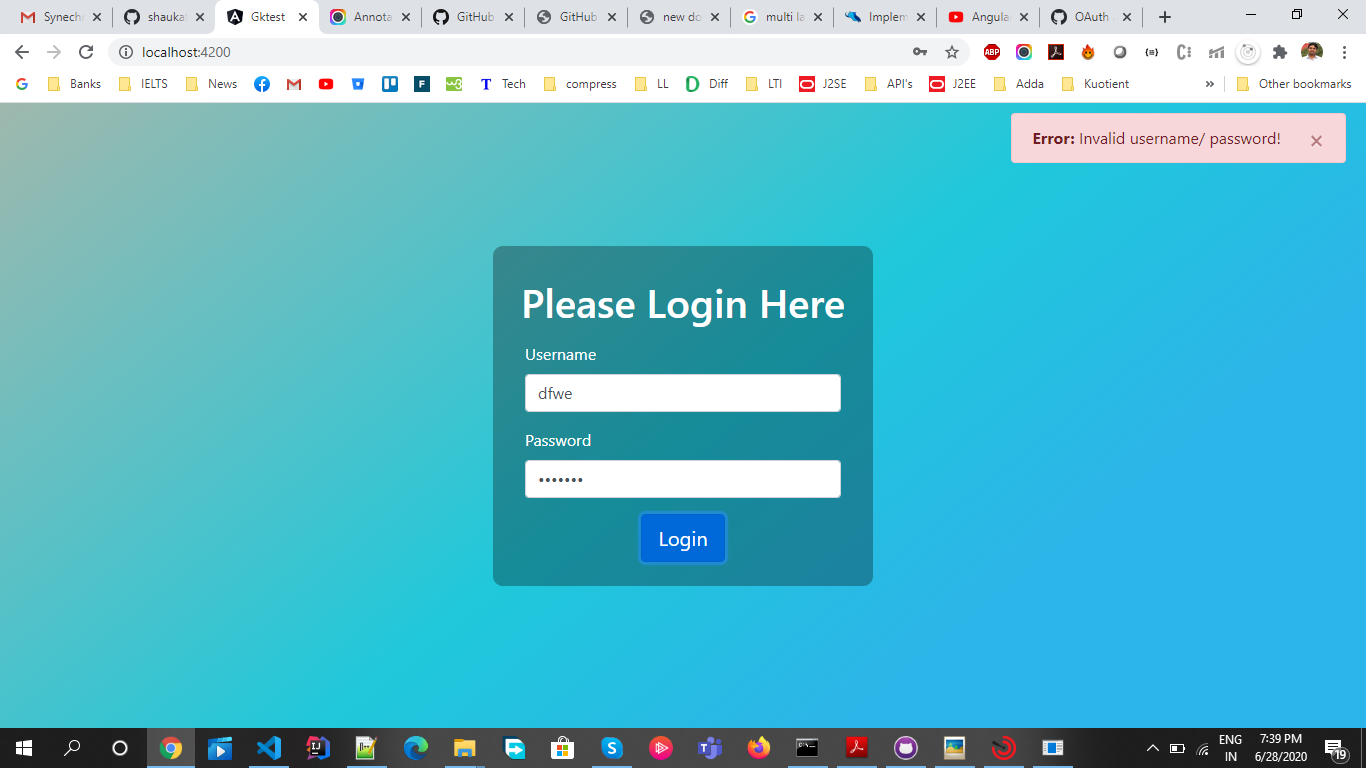 Synech
shaukat
Gktest
Annota
GitHub
GitHub
new do
multi la
Implem
Angula
OAuth
localhost:4200
ABP
Banks
IELTS
News
T Tech
compress
LL
Diff
LTI
J2SE
API's
J2EE
Adda
Kuotient
»
Other bookmarks
Error: Invalid username/ password!
×
Please Login Here
Username
dfwe
Password
•••••••
Login
ENG
IN
7:39 PM
6/28/2020
19